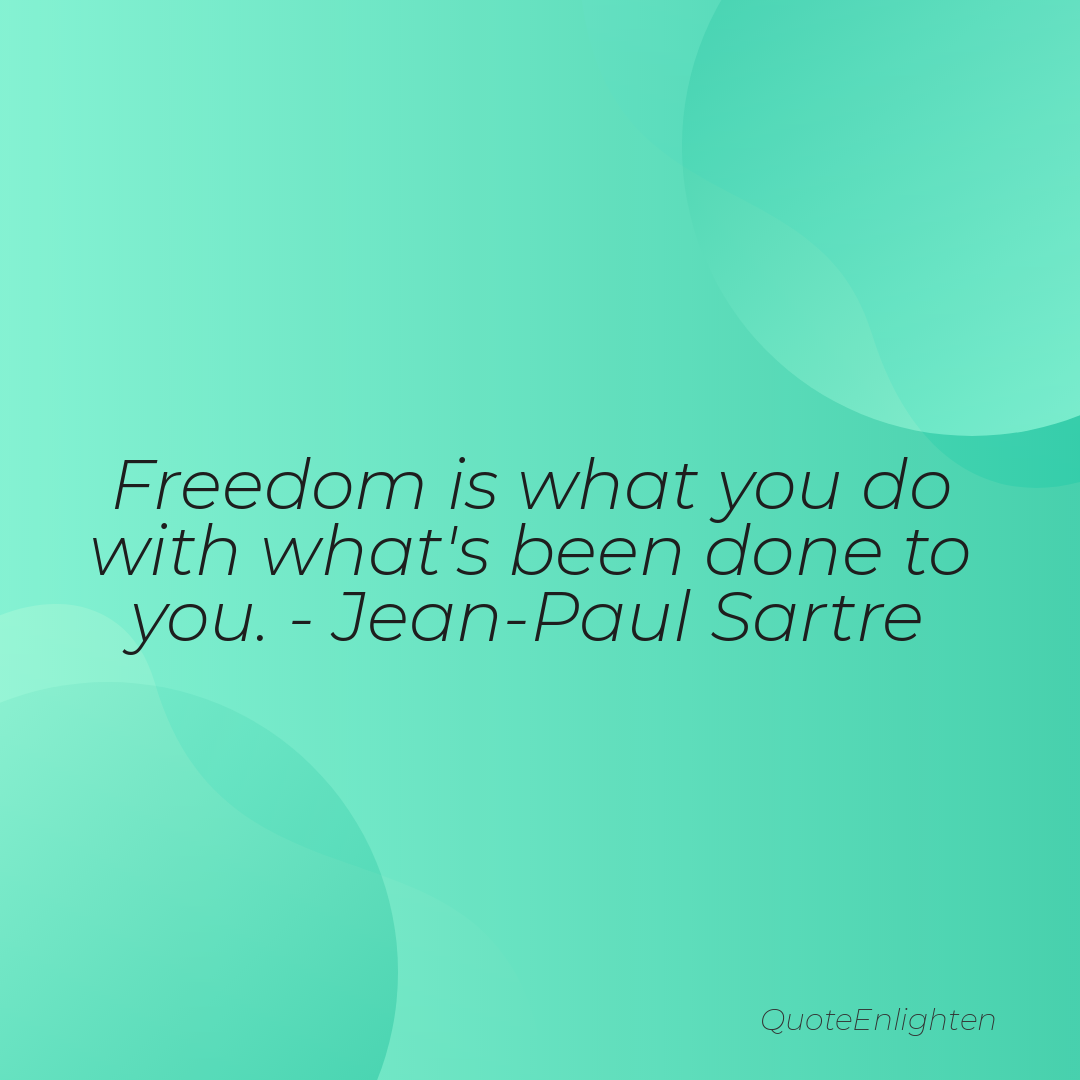 Freedom is what you do
with what's been done to
you. - Jean-Paul Sartre
QuoteEnlighten